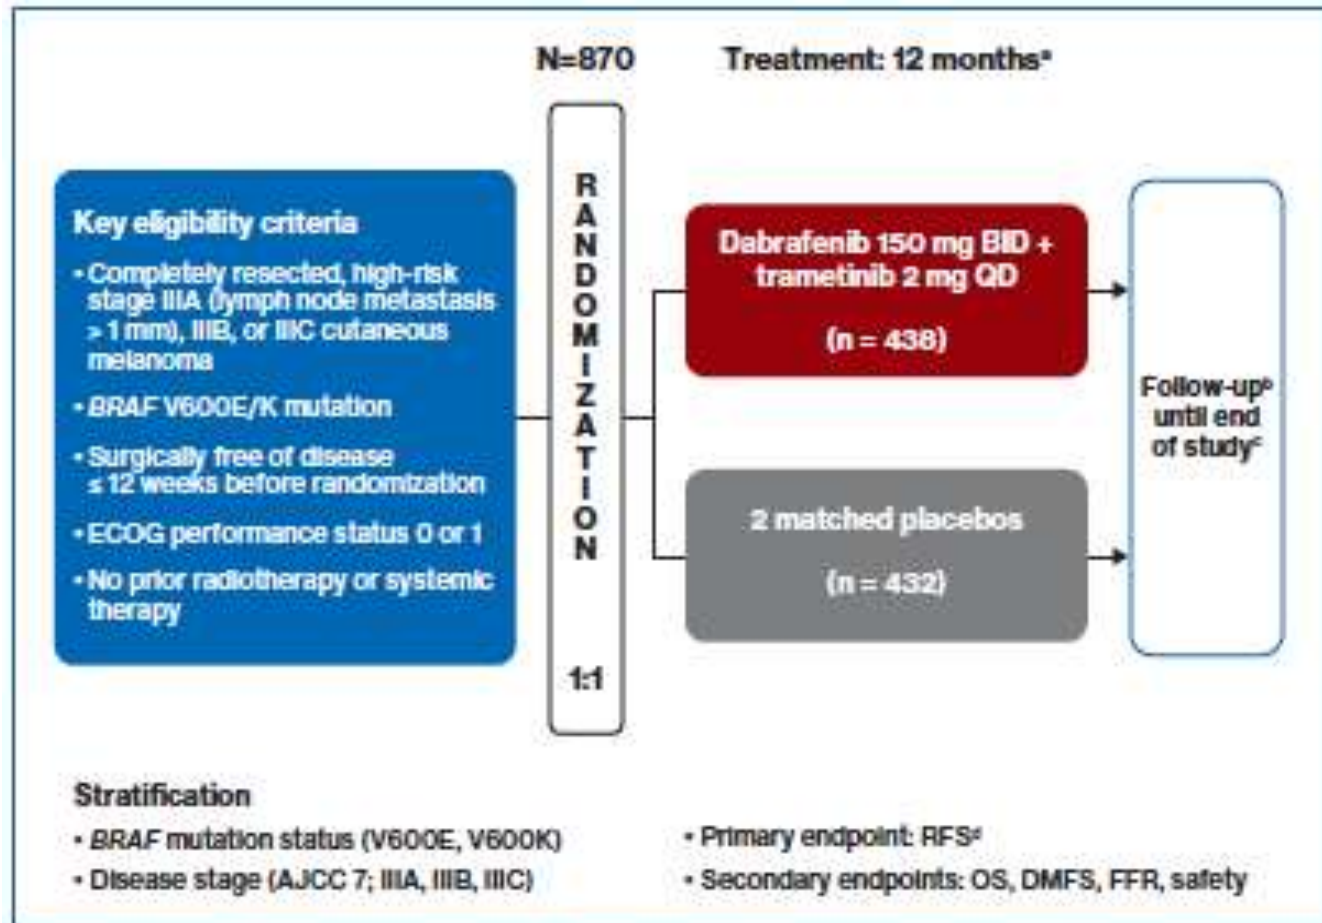 N=870
Treatment: 12 monthsᵃ
Key eligibility criteria
• Completely resected, high-risk
stage IIIA (lymph node metastasis
> 1 mm), IIIB, or IIIC cutaneous
melanoma
• BRAF V600E/K mutation
• Surgically free of disease
≤ 12 weeks before randomization
• ECOG performance status 0 or 1
• No prior radiotherapy or systemic
therapy
RANDOMIZATION
1:1
Dabrafenib 150 mg BID +
trametinib 2 mg QD
(n = 438)
2 matched placebos
(n = 432)
Follow-upᵇ
until end
of studyᶜ
Stratification
• BRAF mutation status (V600E, V600K)
• Disease stage (AJCC 7; IIIA, IIIB, IIIC)
• Primary endpoint: RFSᵈ
• Secondary endpoints: OS, DMFS, FFR, safety